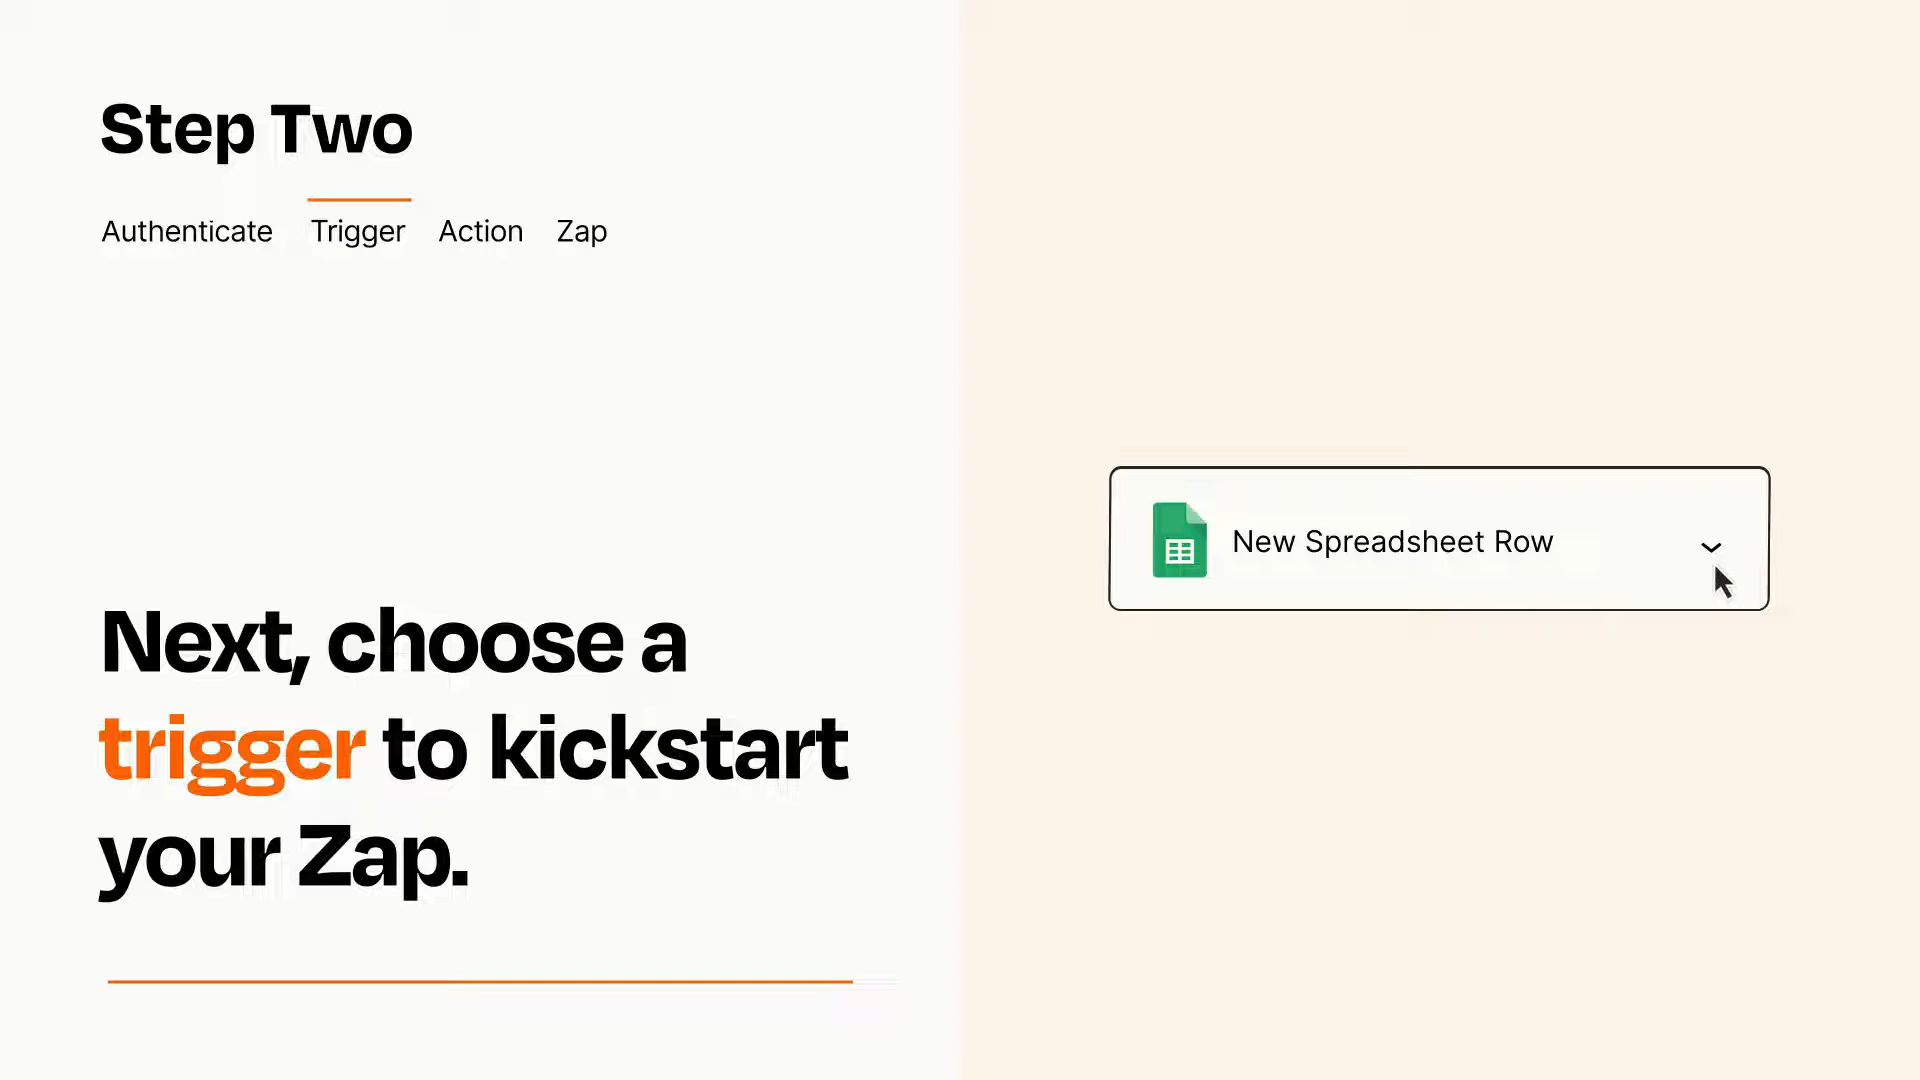 Step Two
Authenticate Trigger Action Zap
Next, choose a
trigger to kickstart
your Zap.
New Spreadsheet Row